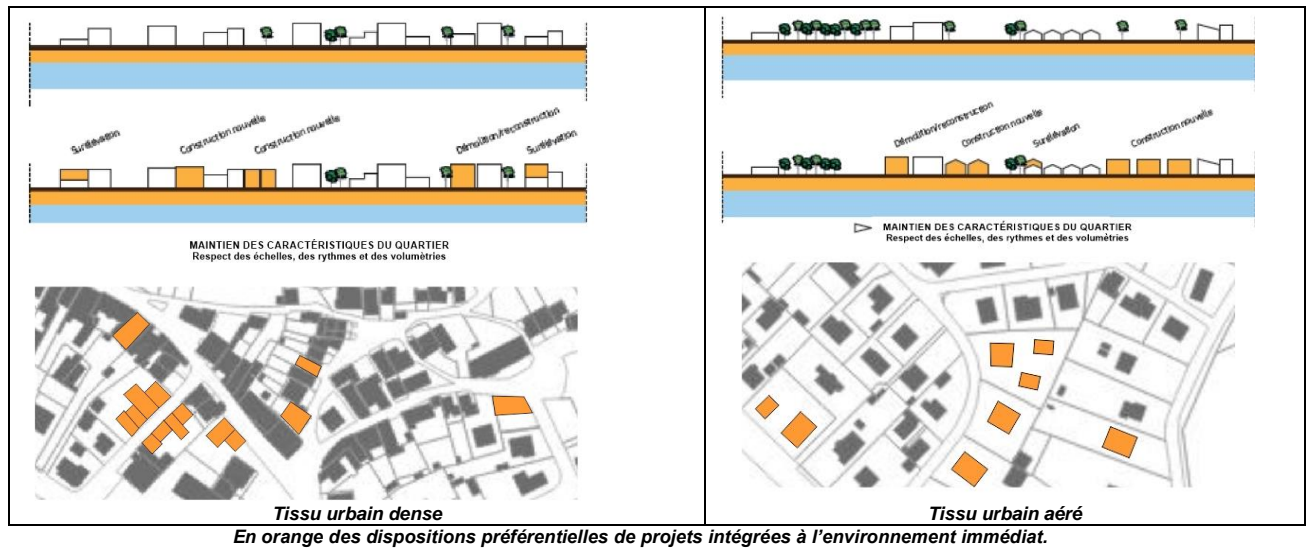 Surélévation
Construction nouvelle
Construction nouvelle
Démolition/reconstruction
Surélévation
MAINTIEN DES CARACTÉRISTIQUES DU QUARTIER
Respect des échelles, des rythmes et des volumètries
Tissu urbain dense
Démolition/reconstruction
Construction nouvelle
Surélévation
Construction nouvelle
MAINTIEN DES CARACTÉRISTIQUES DU QUARTIER
Respect des échelles, des rythmes et des volumètries
Tissu urbain aéré
En orange des dispositions préférentielles de projets intégrées à l'environnement immédiat.